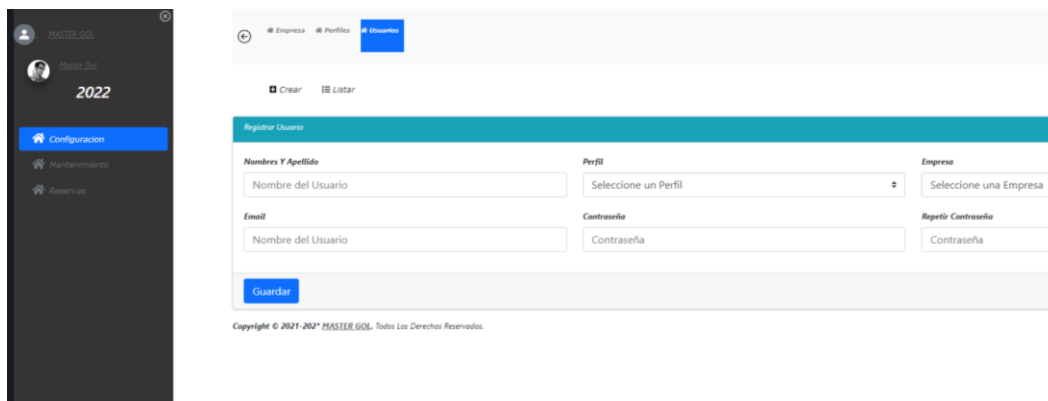 MASTER GOL
Master Gol
2022
Configuracion
Mantenimiento
Reservas
Empresa Perfiles Usuarios
Crear Listar
Registrar Usuario
Nombres Y Apellido Perfil Empresa
Nombre del Usuario Seleccione un Perfil Seleccione una Empresa
Email Contraseña Repetir Contraseña
Nombre del Usuario Contraseña Contraseña
Guardar
Copyright © 2021-202* MASTER GOL. Todos Los Derechos Reservados.